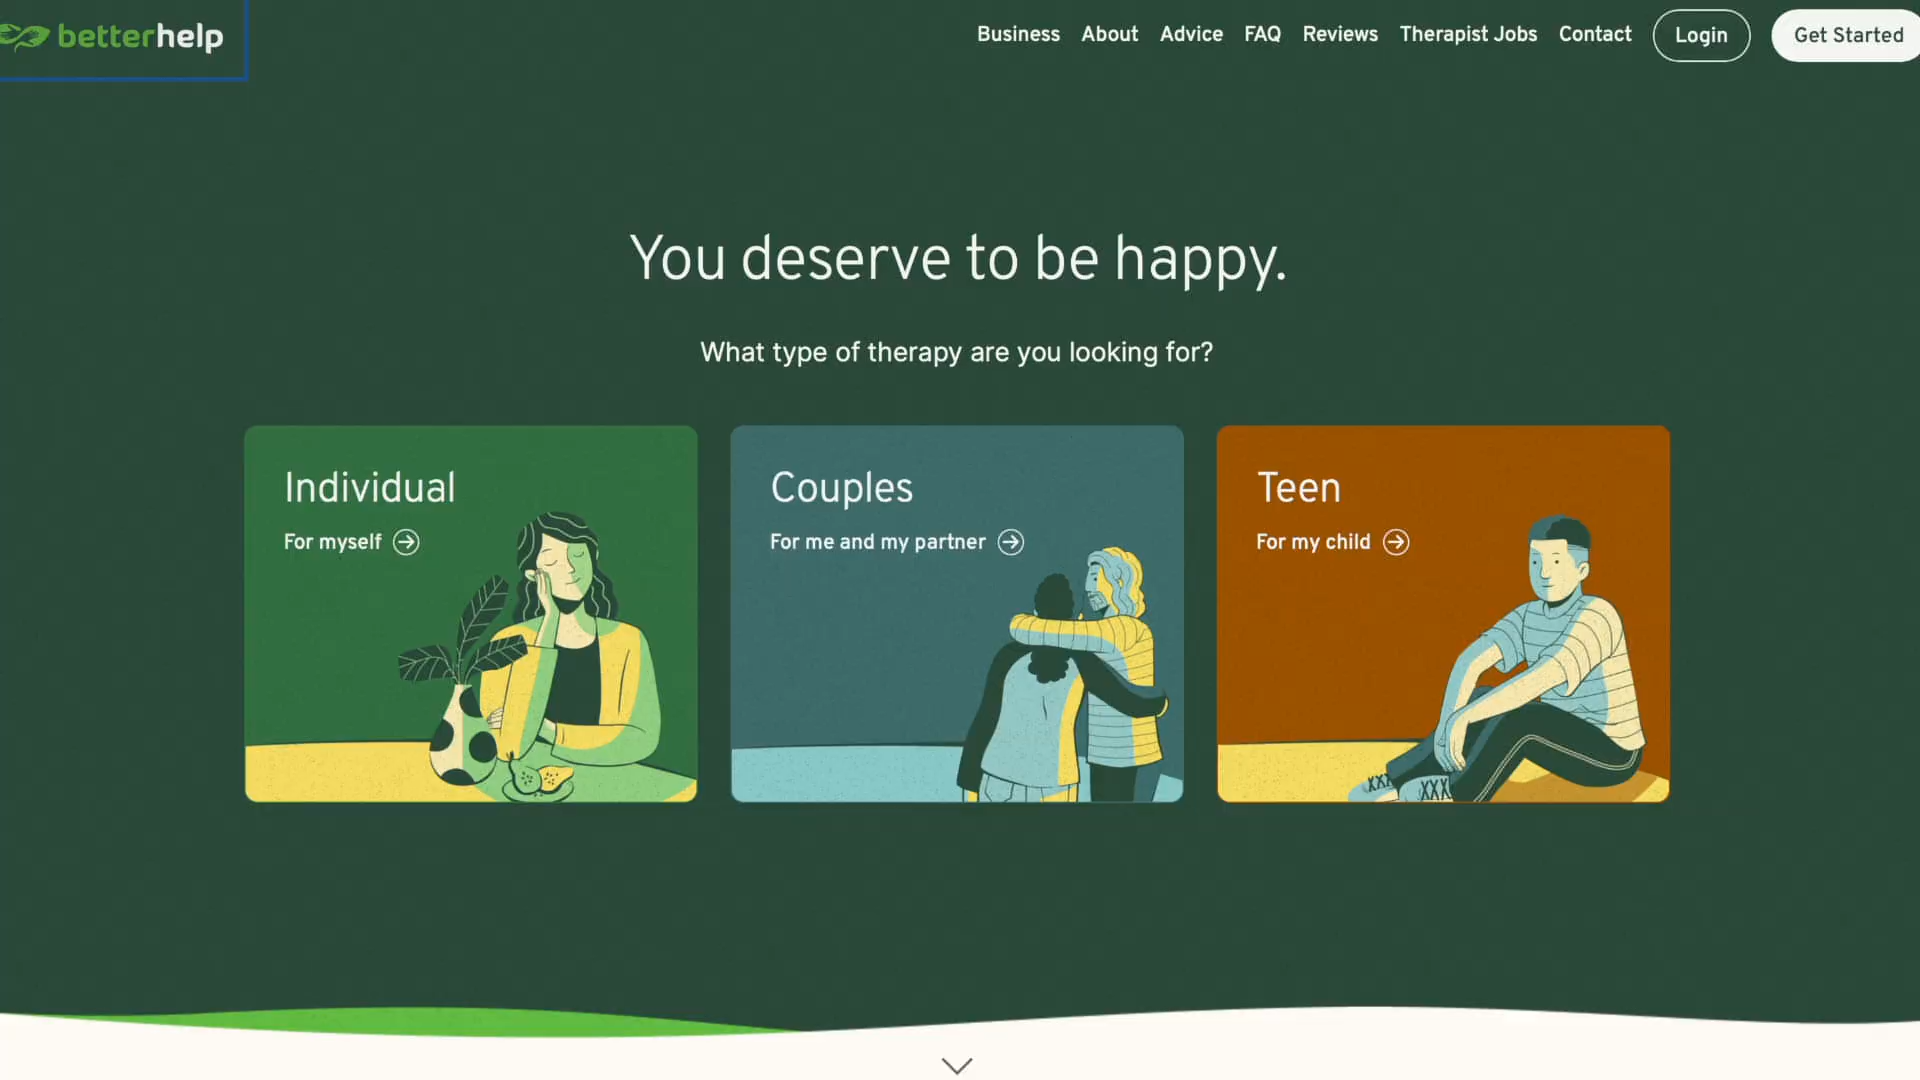 betterhelp
Business About Advice FAQ Reviews Therapist Jobs Contact Login Get Started
You deserve to be happy.
What type of therapy are you looking for?
Individual
For myself
Couples
For me and my partner
Teen
For my child